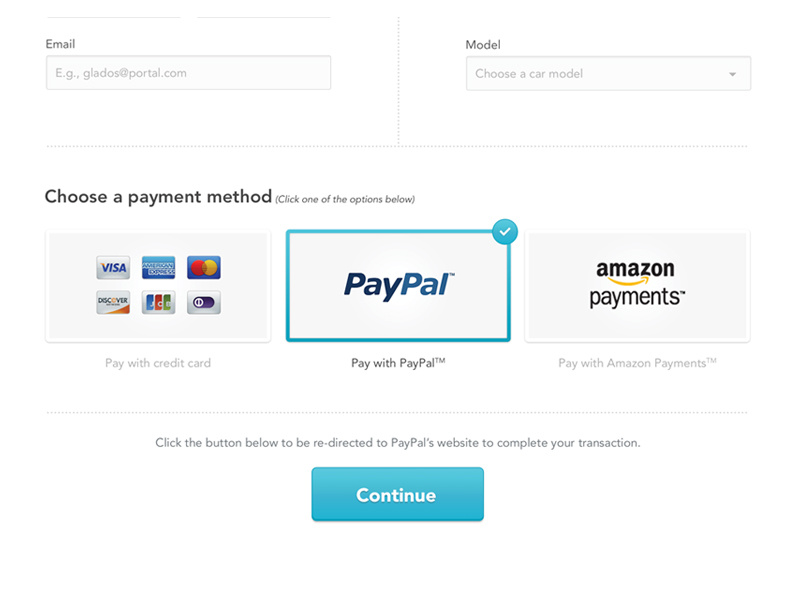 Email
Model
E.g., glados@portal.com
Choose a car model
Choose a payment method (Click one of the options below)
VISA
AMERICAN EXPRESS
DISCOVER
JCB
PayPal™
amazon
payments™
Pay with credit card
Pay with PayPal™
Pay with Amazon Payments™
Click the button below to be re-directed to PayPal's website to complete your transaction.
Continue